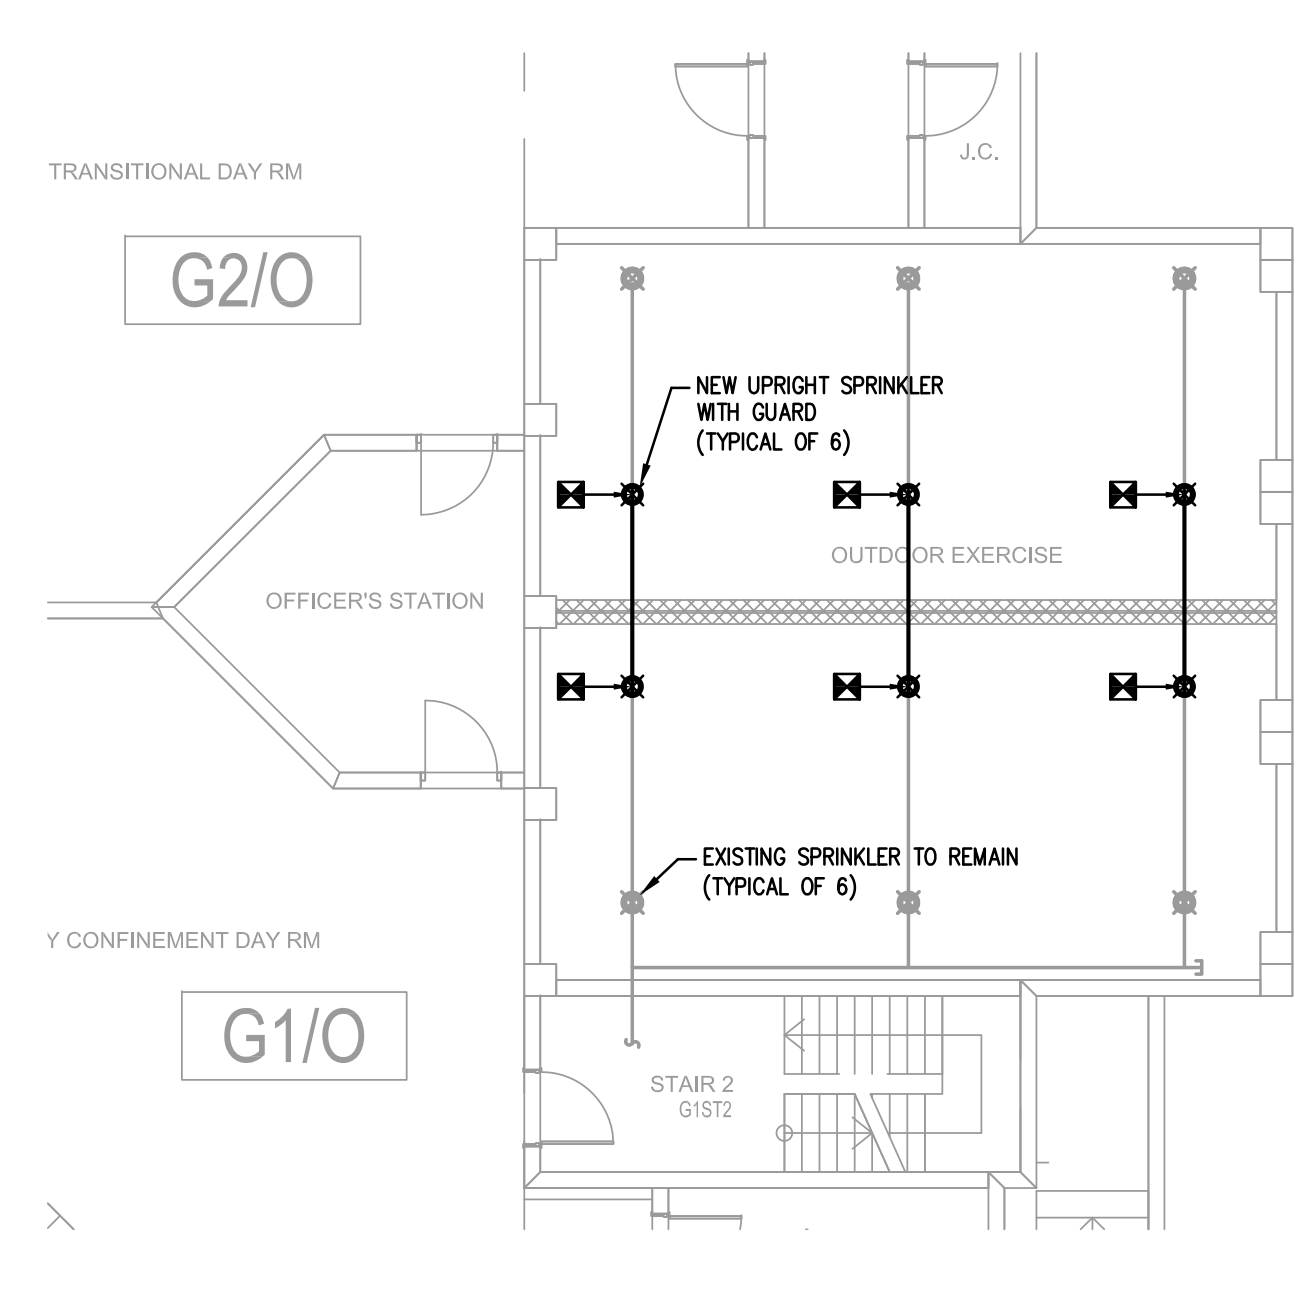 J.C.
TRANSITIONAL DAY RM
G2/O
NEW UPRIGHT SPRINKLER
WITH GUARD
(TYPICAL OF 6)
OUTDOOR EXERCISE
OFFICER'S STATION
EXISTING SPRINKLER TO REMAIN
(TYPICAL OF 6)
Y CONFINEMENT DAY RM
G1/O
STAIR 2
G1ST2